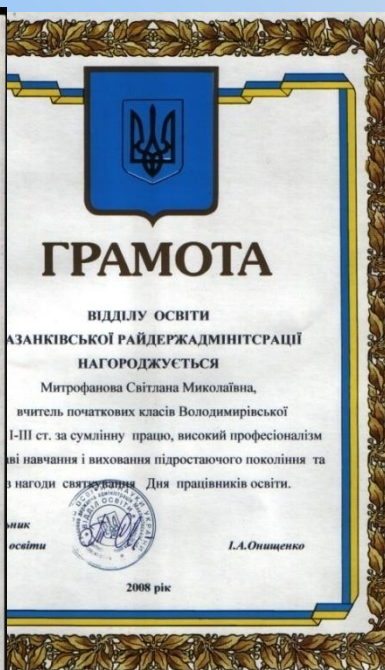 ГРАМОТА
ВІДДІЛУ ОСВІТИ
АЗАНКІВСЬКОЇ РАЙДЕРЖАДМІНІТСРАЦІЇ
НАГОРОДЖУЄТЬСЯ
Митрофанова Світлана Миколаївна,
вчитель початкових класів Володимирівської
І-ІІІ ст. за сумлінну працю, високий професіоналізм
ві навчання і виховання підростаючого покоління та
з нагоди святкування Дня працівників освіти.
ьник
освіти І.А.Онищенко
2008 рік